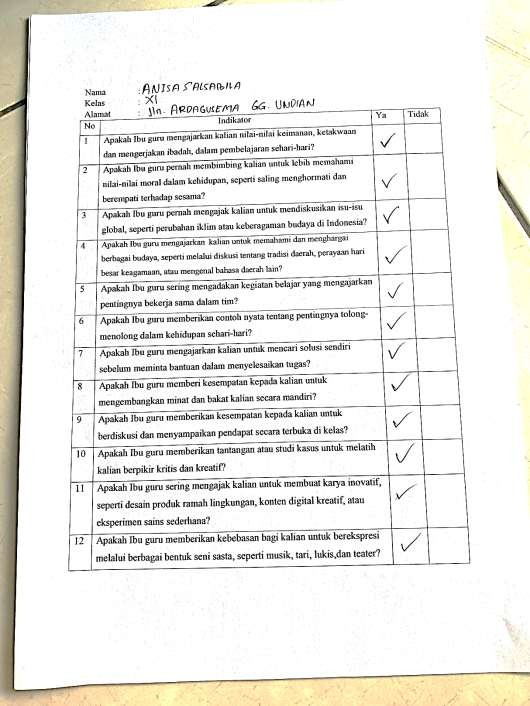 Nama : ANISA SALSABILA
Kelas : XI
Alamat : Jln. ARDAGUSEMA GG. UNDIAN
No Indikator Ya Tidak
1 Apakah Ibu guru mengajarkan kalian nilai-nilai keimanan, ketakwaan ✓
dan mengerjakan ibadah, dalam pembelajaran sehari-hari?
2 Apakah Ibu guru pernah membimbing kalian untuk lebih memahami ✓
nilai-nilai moral dalam kehidupan, seperti saling menghormati dan
berempati terhadap sesama?
3 Apakah Ibu guru pernah mengajak kalian untuk mendiskusikan isu-isu ✓
global, seperti perubahan iklim atau keberagaman budaya di Indonesia?
4 Apakah Ibu guru mengajarkan kalian untuk memahami dan menghargai ✓
berbagai budaya, seperti melalui diskusi tentang tradisi daerah, perayaan hari
besar keagamaan, atau mengenal bahasa daerah lain?
5 Apakah Ibu guru sering mengadakan kegiatan belajar yang mengajarkan ✓
pentingnya bekerja sama dalam tim?
6 Apakah Ibu guru memberikan contoh nyata tentang pentingnya tolong- ✓
menolong dalam kehidupan sehari-hari?
7 Apakah Ibu guru mengajarkan kalian untuk mencari solusi sendiri ✓
sebelum meminta bantuan dalam menyelesaikan tugas?
8 Apakah Ibu guru memberi kesempatan kepada kalian untuk ✓
mengembangkan minat dan bakat kalian secara mandiri?
9 Apakah Ibu guru memberikan kesempatan kepada kalian untuk ✓
berdiskusi dan menyampaikan pendapat secara terbuka di kelas?
10 Apakah Ibu guru memberikan tantangan atau studi kasus untuk melatih ✓
kalian berpikir kritis dan kreatif?
11 Apakah Ibu guru sering mengajak kalian untuk membuat karya inovatif, ✓
seperti desain produk ramah lingkungan, konten digital kreatif, atau
eksperimen sains sederhana?
12 Apakah Ibu guru memberikan kebebasan bagi kalian untuk berekspresi ✓
melalui berbagai bentuk seni sasta, seperti musik, tari, lukis,dan teater?